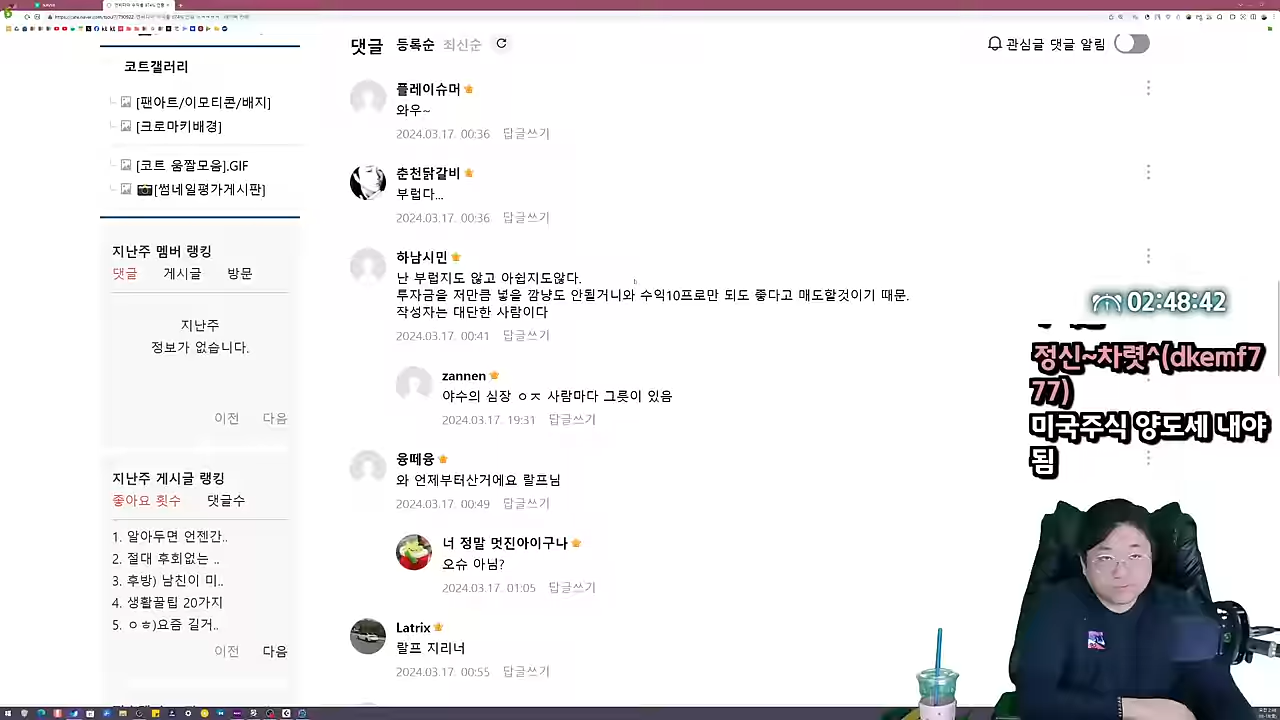 코트갤러리
[팬아트/이모티콘/배지]
[크로마키배경]
[코트 움짤모음].GIF
[썸네일평가게시판]
지난주 멤버 랭킹
댓글 게시글 방문
지난주
정보가 없습니다.
이전 다음
지난주 게시글 랭킹
좋아요 횟수 댓글수
1. 알아두면 언젠간..
2. 절대 후회없는 ..
3. 후방) 남친이 미..
4. 생활꿀팁 20가지
5. ㅇㅎ)요즘 길거..
이전 다음
댓글 등록순 최신순
관심글 댓글 알림
플레이슈머
와우~
2024.03.17. 00:36 답글쓰기
춘천닭갈비
부럽다...
2024.03.17. 00:36 답글쓰기
하남시민
난 부럽지도 않고 아쉽지도않다.
투자금을 저만큼 넣을 깜냥도 안될거니와 수익10프로만 되도 좋다고 매도할것이기 때문.
작성자는 대단한 사람이다
2024.03.17. 00:41 답글쓰기
zannen
야수의 심장 ㅇㅈ 사람마다 그릇이 있음
2024.03.17. 19:31 답글쓰기
웅떼웅
와 언제부터산거에요 랄프님
2024.03.17. 00:49 답글쓰기
너 정말 멋진아이구나
오슈 아님?
2024.03.17. 01:05 답글쓰기
Latrix
랄프 지리너
2024.03.17. 00:55 답글쓰기
02:48:42
정신~차렷^(dkemf7
77)
미국주식 양도세 내야
됨